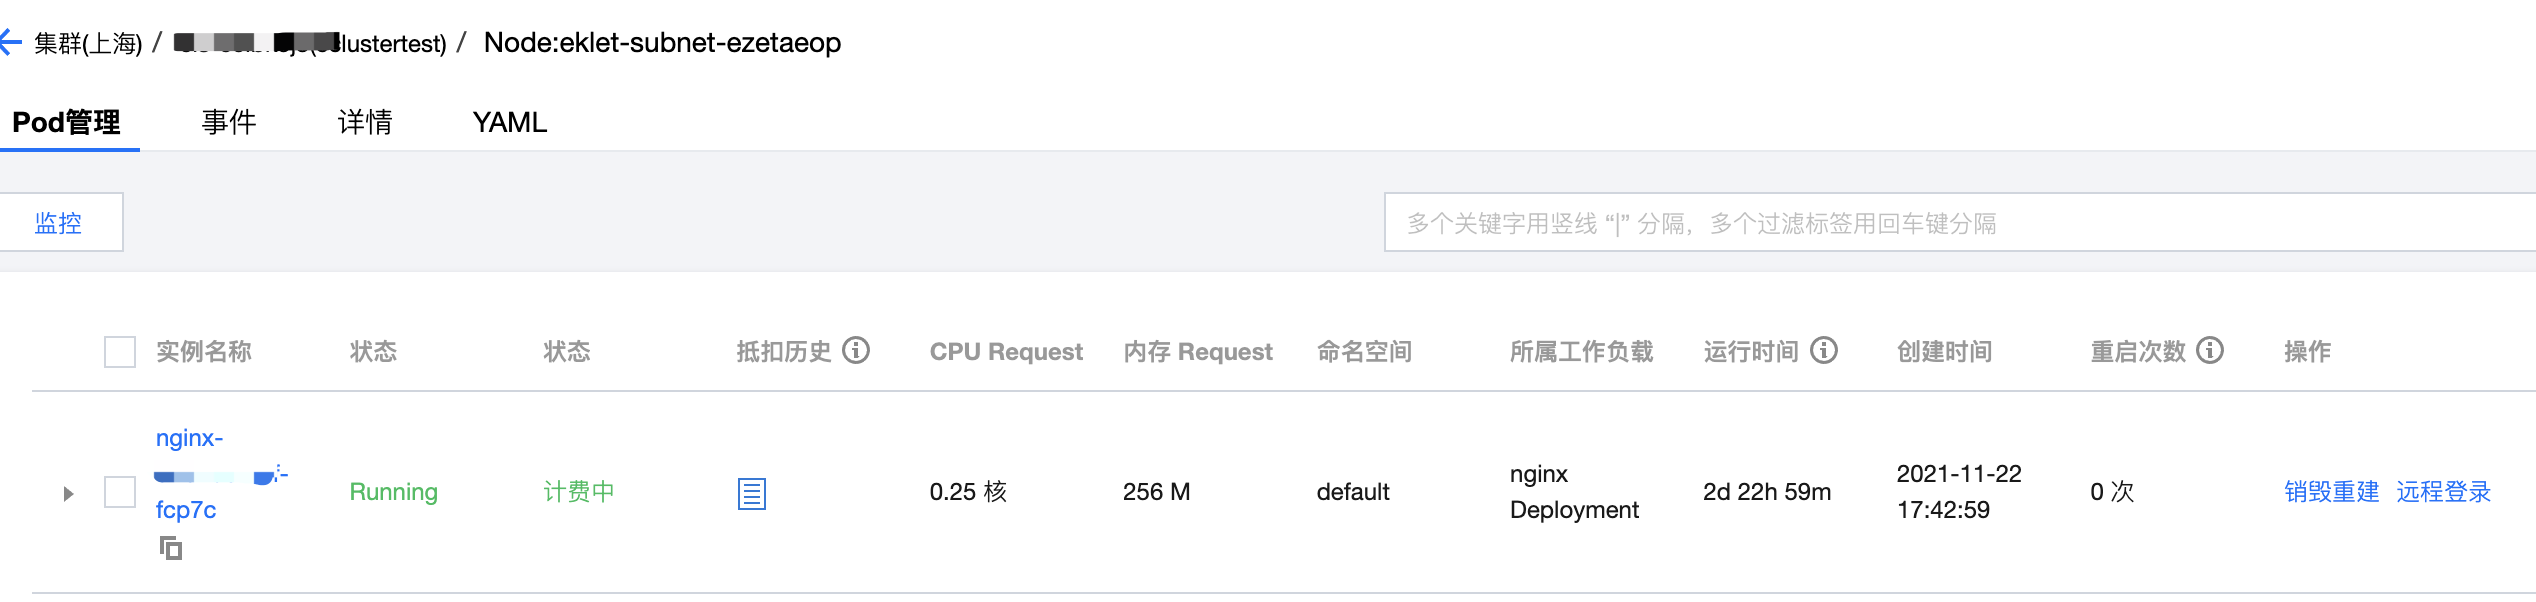 集群(上海) / clustertest) / Node:eklet-subnet-ezetaeop
Pod管理 事件 详情 YAML
监控
多个关键字用竖线 “|” 分隣，多个过滤标签用回车键分隔
实例名称 状态 状态 抵扣历史 CPU Request 内存 Request 命名空间 所属工作负载 运行时间 创建时间 重启次数 操作
nginx-
fcp7c
Running 计费中 0.25 核 256 M default
nginx
Deployment
2d 22h 59m
2021-11-22
17:42:59
0 次 销毁重建 远程登录